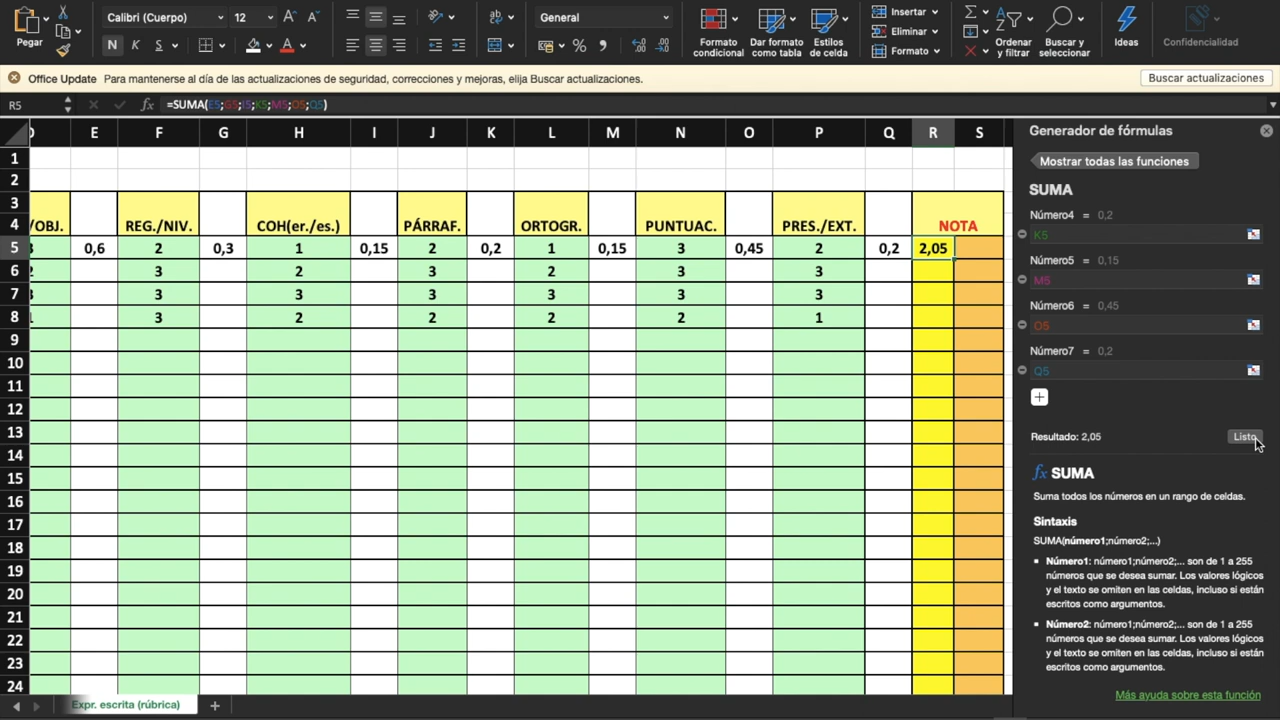 Pegar
Calibri (Cuerpo) 12
N K S A
General
Formato condicional
Dar formato como tabla
Estilos de celda
Insertar
Eliminar
Formato
Ordenar y filtrar
Buscar y seleccionar
Ideas
Confidencialidad
Office Update Para mantenerse al día de las actualizaciones de seguridad, correcciones y mejoras, elija Buscar actualizaciones. Buscar actualizaciones
R5 fx =SUMA(E5;G5;I5;K5;M5;O5;Q5)
E F G H I J K L M N O P Q R S
1
2
3
4 /OBJ. REG./NIV. COH(er./es.) PÁRRAF. ORTOGR. PUNTUAC. PRES./EXT. NOTA
5 0,6 2 0,3 1 0,15 2 0,2 1 0,15 3 0,45 2 0,2 2,05
6 2 3 2 3 2 3 3
7 3 3 3 3 3 3
8 3 2 2 2 2 1
9
10
11
12
13
14
15
16
17
18
19
20
21
22
23
24
Expr. escrita (rúbrica)
Generador de fórmulas
Mostrar todas las funciones
SUMA
Número4 = 0,2
K5
Número5 = 0,15
M5
Número6 = 0,45
O5
Número7 = 0,2
Q5
Resultado: 2,05 Listo
fx SUMA
Suma todos los números en un rango de celdas.
Sintaxis
SUMA(número1;número2;...)
Número1: número1;número2;... son de 1 a 255
números que se desea sumar. Los valores lógicos
y el texto se omiten en las celdas, incluso si están
escritos como argumentos.
Número2: número1;número2;... son de 1 a 255
números que se desea sumar. Los valores lógicos
y el texto se omiten en las celdas, incluso si están
escritos como argumentos.
Más ayuda sobre esta función